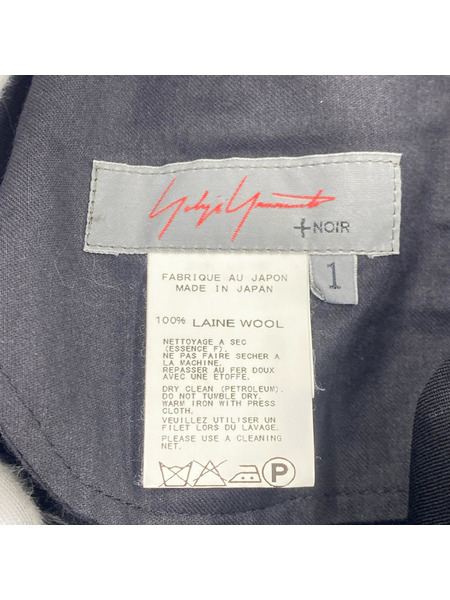 Yohji Yamamoto
+NOIR
1
FABRIQUE AU JAPON
MADE IN JAPAN
100% LAINE WOOL
NETTOYAGE A SEC
(ESSENCE F).
NE PAS FAIRE SECHER A
LA MACHINE.
REPASSER AU FER DOUX
AVEC UNE ETOFFE.
DRY CLEAN (PETROLEUM).
DO NOT TUMBLE DRY.
WARM IRON WITH PRESS
CLOTH.
VEUILLEZ UTILISER UN
FILET LORS DU LAVAGE.
PLEASE USE A CLEANING
NET.
P